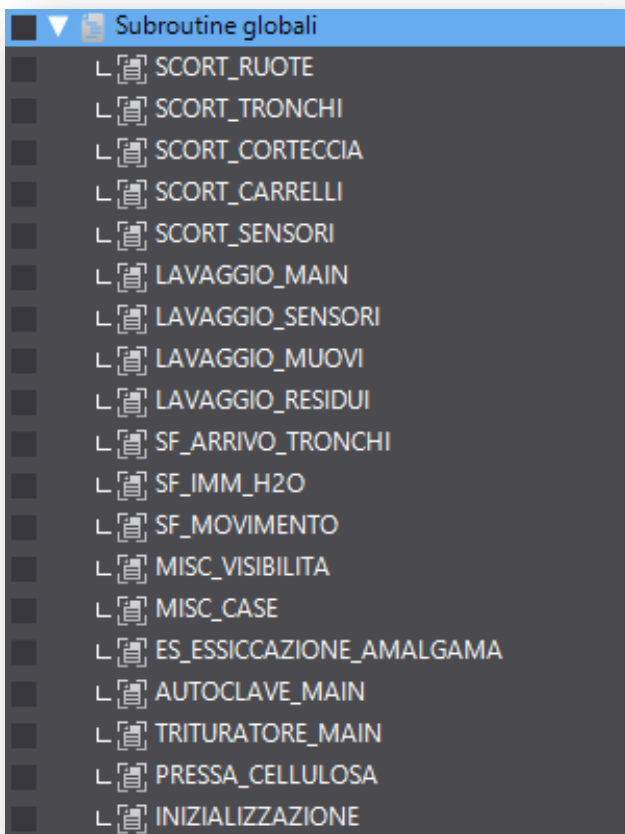 Subroutine globali
SCORT_RUOTE
SCORT_TRONCHI
SCORT_CORTECCIA
SCORT_CARRELLI
SCORT_SENSORI
LAVAGGIO_MAIN
LAVAGGIO_SENSORI
LAVAGGIO_MUOVI
LAVAGGIO_RESIDUI
SF_ARRIVO_TRONCHI
SF_IMM_H2O
SF_MOVIMENTO
MISC_VISIBILITA
MISC_CASE
ES_ESSICCAZIONE_AMALGAMA
AUTOCLAVE_MAIN
TRITURATORE_MAIN
PRESSA_CELLULOSA
INIZIALIZZAZIONE